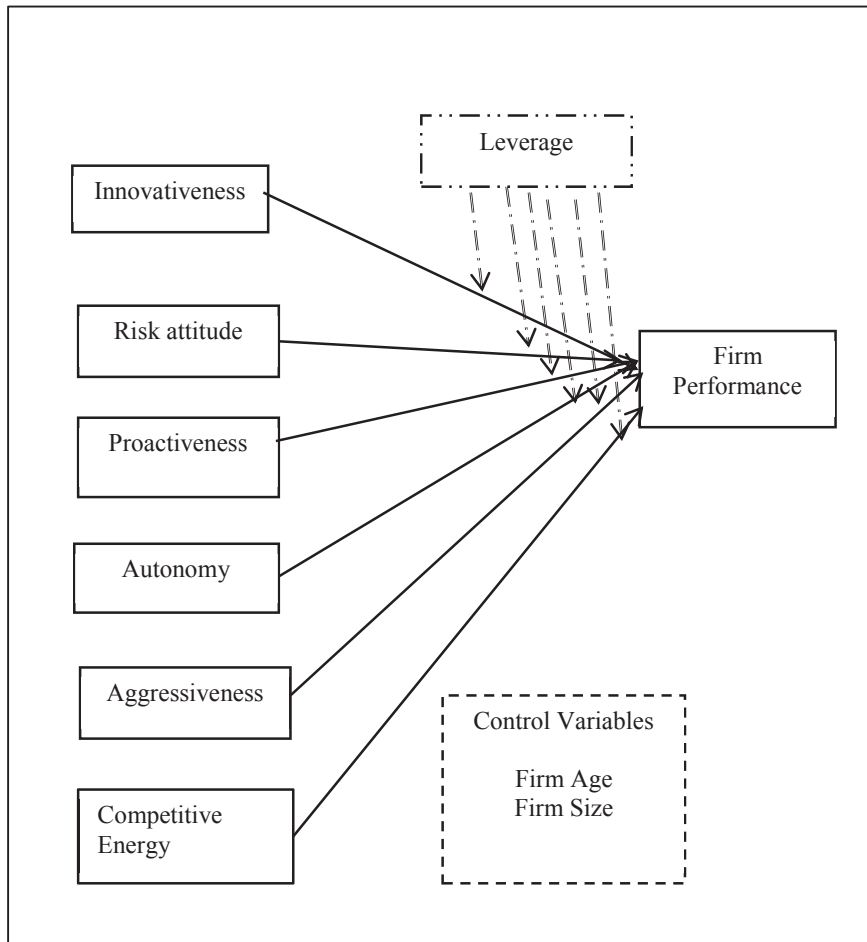 Leverage
Innovativeness
Risk attitude
Firm
Performance
Proactiveness
Autonomy
Aggressiveness
Control Variables
Firm Age
Firm Size
Competitive
Energy